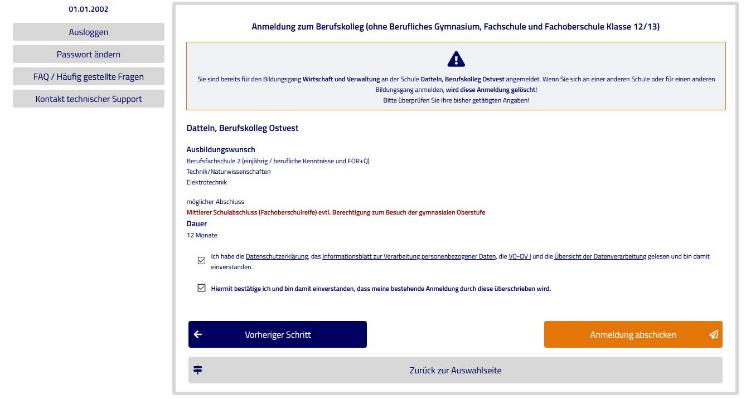 01.01.2002
Ausloggen
Passwort ändern
FAQ / Häufig gestellte Fragen
Kontakt technischer Support
Anmeldung zum Berufskolleg (ohne Berufliches Gymnasium, Fachschule und Fachoberschule Klasse 12/13)
Sie sind bereits für den Bildungsgang Wirtschaft und Verwaltung an der Schule Datteln, Berufskolleg Ostvest angemeldet. Wenn Sie sich an einer anderen Schule oder für einen anderen
Bildungsgang anmelden, wird diese Anmeldung gelöscht!
Bitte überprüfen Sie Ihre bisher getätigten Angaben!
Datteln, Berufskolleg Ostvest
Ausbildungswunsch
Berufsfachschule 2 (einjährig / berufliche Kenntnisse und FOR+Q)
Technik/Naturwissenschaften
Elektrotechnik
möglicher Abschluss
Mittlerer Schulabschluss (Fachoberschulreife) evtl. Berechtigung zum Besuch der gymnasialen Oberstufe
Dauer
12 Monate
Ich habe die Datenschutzerklärung, das Informationsblatt zur Verarbeitung personenbezogener Daten, die VO-DV I und die Übersicht der Datenverarbeitung gelesen und bin damit
einverstanden.
Hiermit bestätige ich und bin damit einverstanden, dass meine bestehende Anmeldung durch diese überschrieben wird.
Vorheriger Schritt
Anmeldung abschicken
Zurück zur Auswahlseite